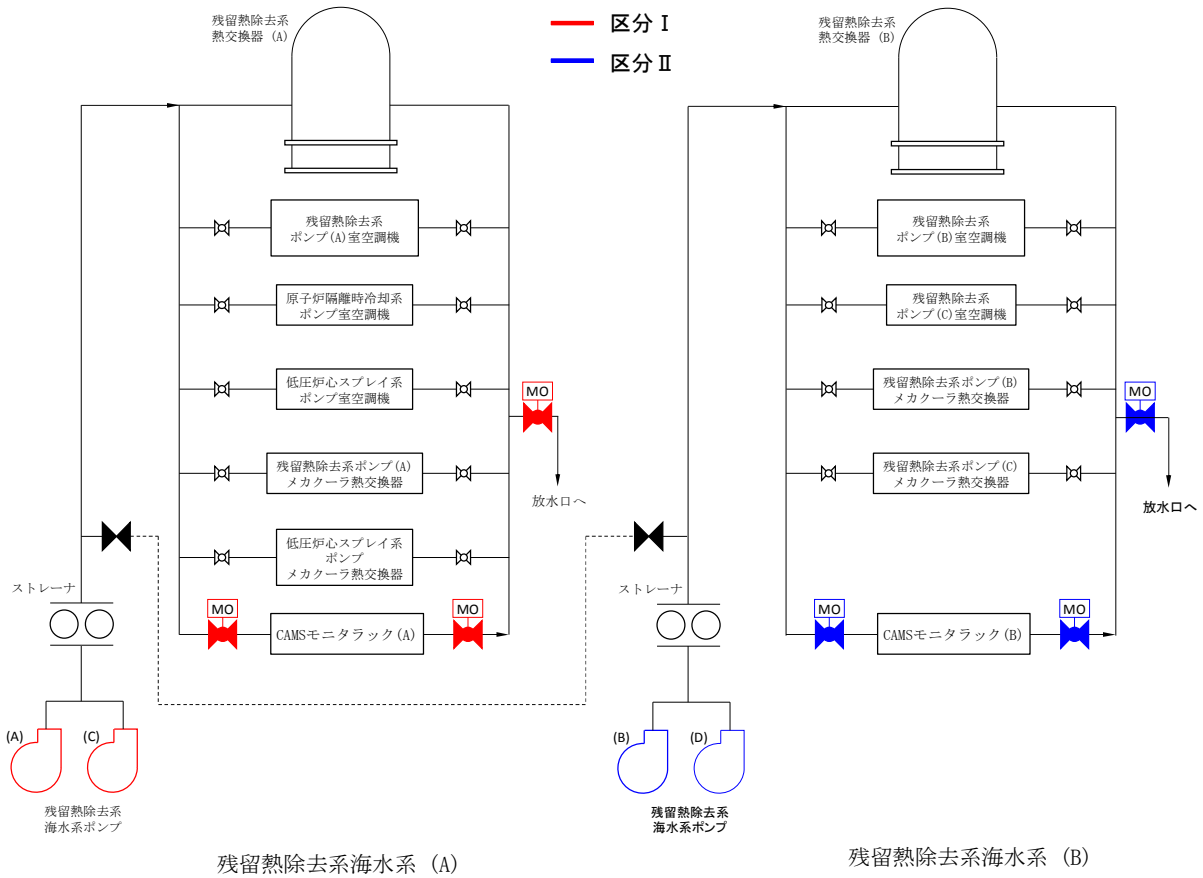 残留熱除去系
熱交換器 (A)
区分Ⅰ
区分Ⅱ
残留熱除去系
熱交換器 (B)
残留熱除去系
ポンプ(A)室空調機
原子炉隔離時冷却系
ポンプ室空調機
低圧炉心スプレイ系
ポンプ室空調機
MO
残留熱除去系ポンプ(A)
メカクーラ熱交換器
放水口へ
低圧炉心スプレイ系
ポンプ
メカクーラ熱交換器
ストレーナ
MO
MO
CAMSモニタラック(A)
(A)
(C)
残留熱除去系
海水系ポンプ
残留熱除去系海水系 (A)
残留熱除去系
ポンプ(B)室空調機
残留熱除去系
ポンプ(C)室空調機
残留熱除去系ポンプ(B)
メカクーラ熱交換器
MO
残留熱除去系ポンプ(C)
メカクーラ熱交換器
放水口へ
ストレーナ
MO
MO
CAMSモニタラック(B)
(B)
(D)
残留熱除去系
海水系ポンプ
残留熱除去系海水系 (B)